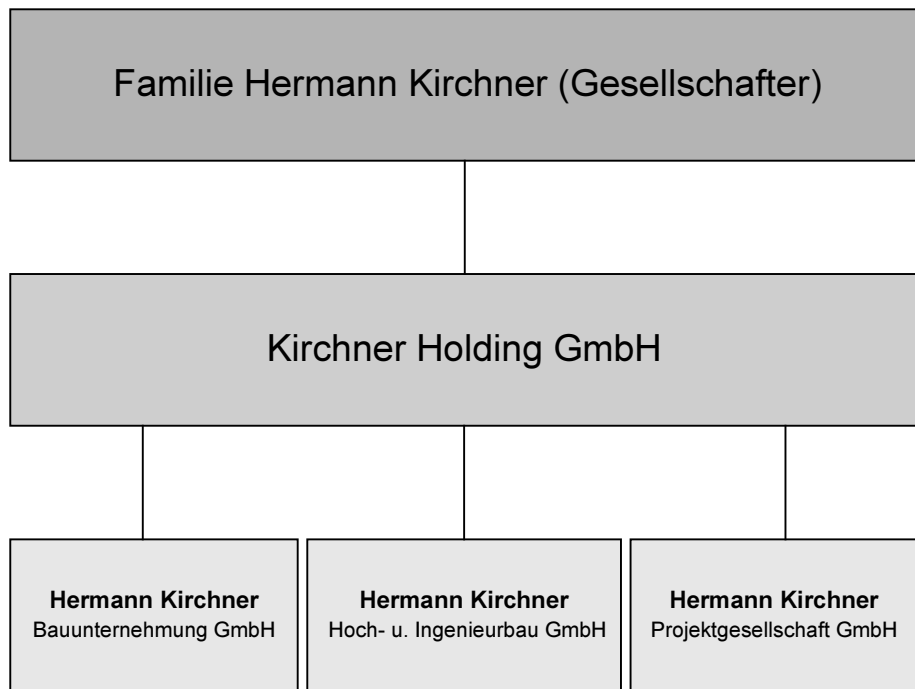 Familie Hermann Kirchner (Gesellschafter)
Kirchner Holding GmbH
Hermann Kirchner
Bauunternehmung GmbH
Hermann Kirchner
Hoch- u. Ingenieurbau GmbH
Hermann Kirchner
Projektgesellschaft GmbH